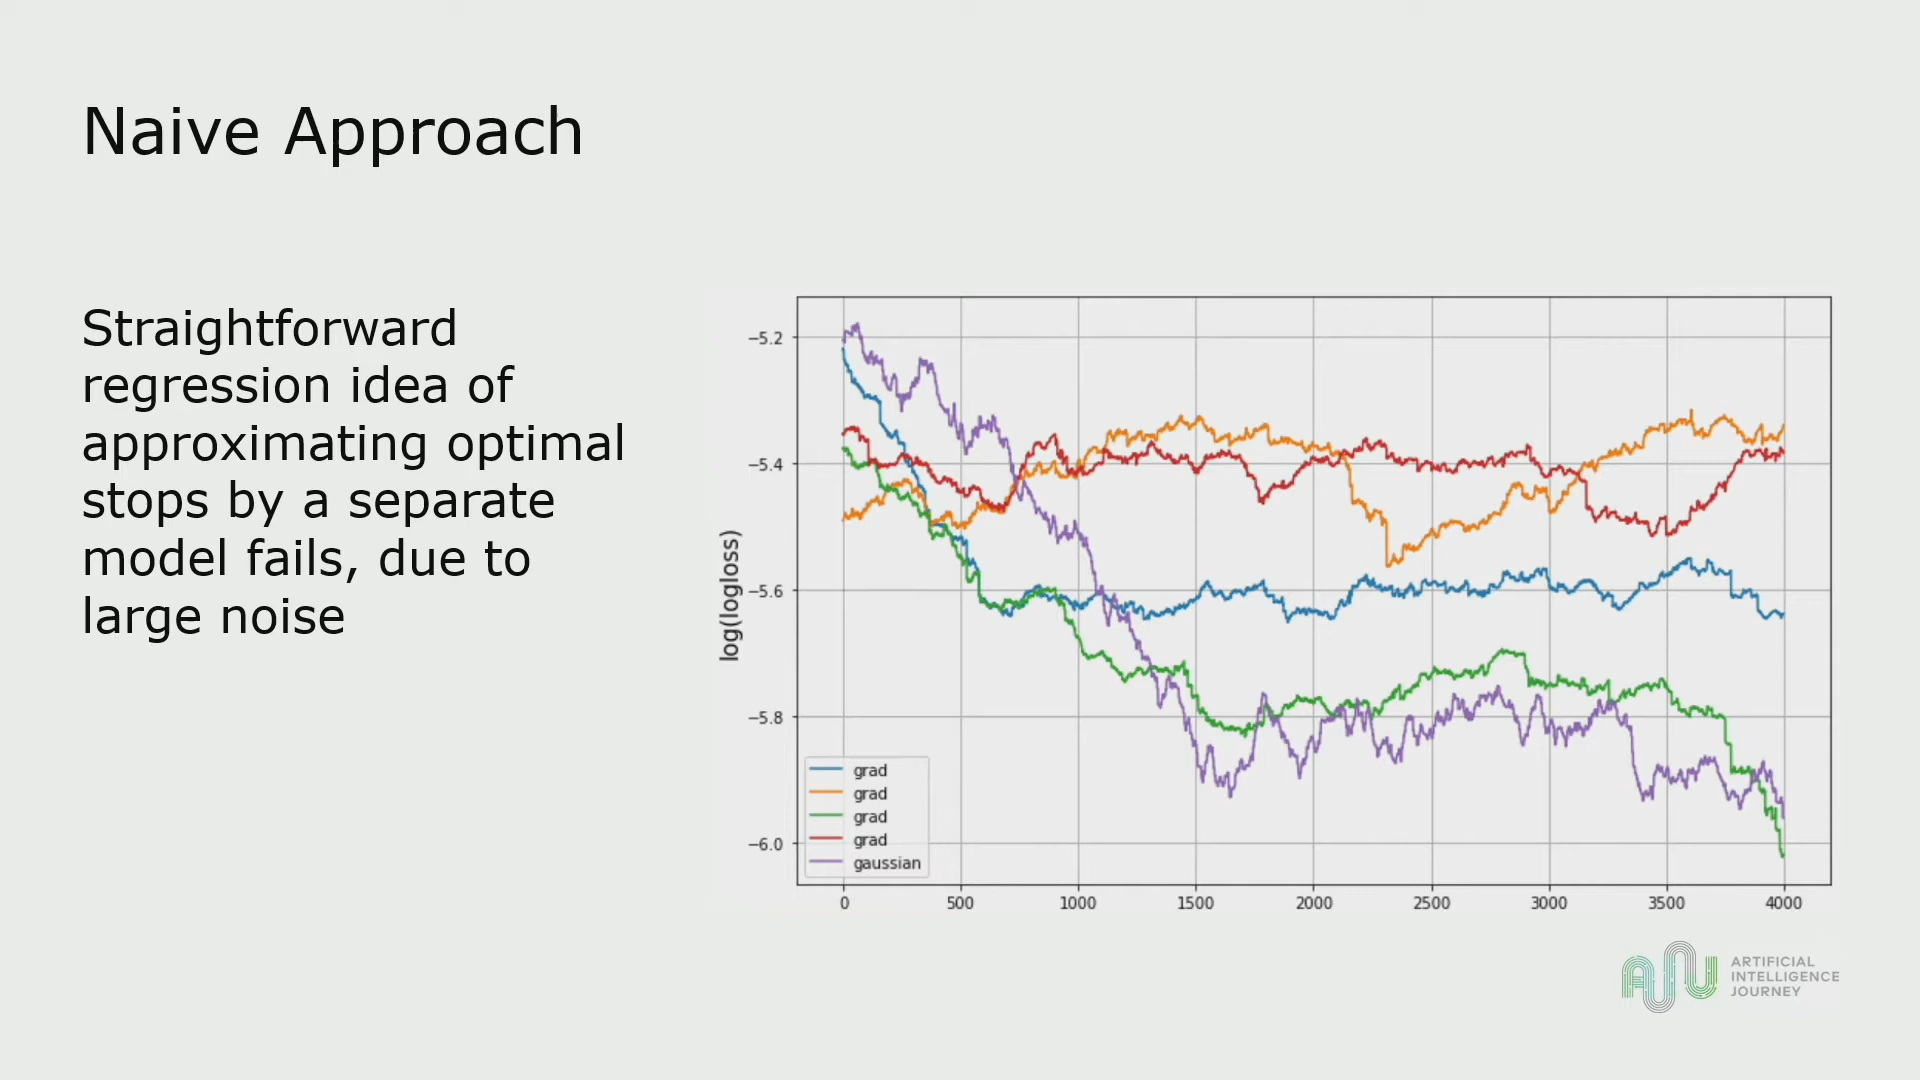 Naive Approach
Straightforward
regression idea of
approximating optimal
stops by a separate
model fails, due to
large noise
log(logloss)
−5.2
−5.4
−5.6
−5.8
−6.0
grad
grad
grad
grad
gaussian
0 500 1000 1500 2000 2500 3000 3500 4000
ARTIFICIAL
INTELLIGENCE
JOURNEY